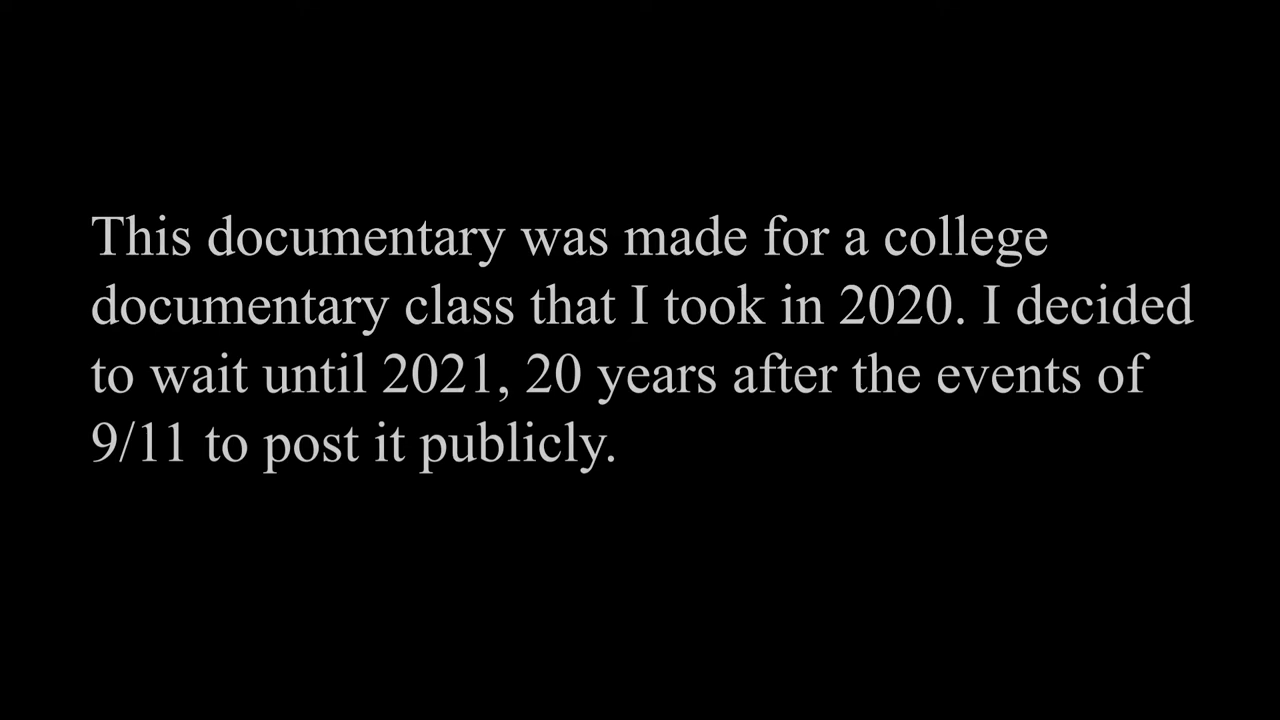 This documentary was made for a college
documentary class that I took in 2020. I decided
to wait until 2021, 20 years after the events of
9/11 to post it publicly.